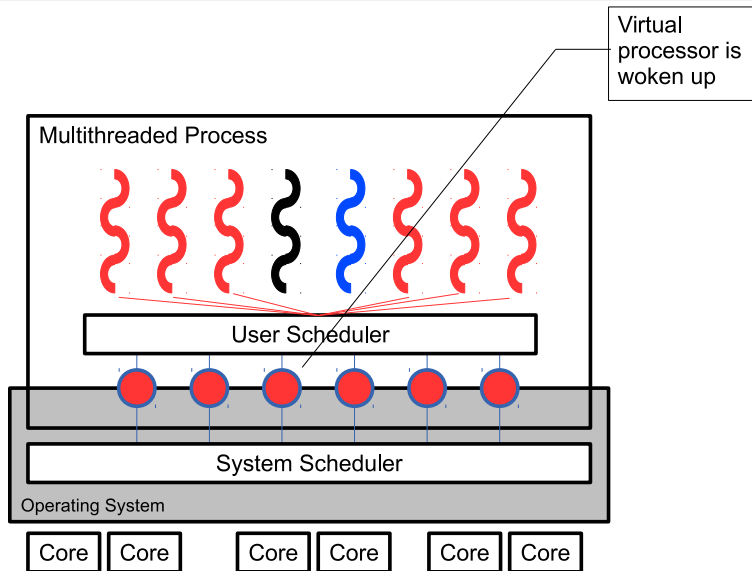 Virtual
processor is
woken up
Multithreaded Process
User Scheduler
System Scheduler
Operating System
Core Core Core Core Core Core